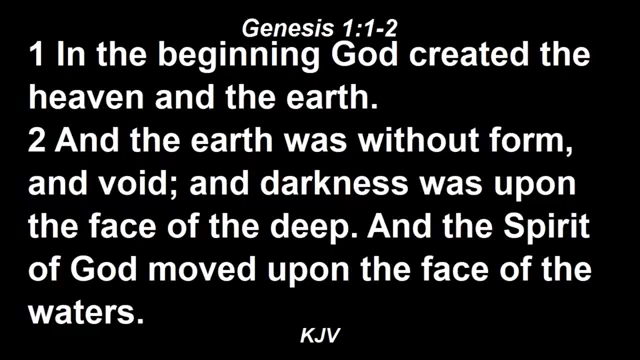 Genesis 1:1-2
1 In the beginning God created the
heaven and the earth.
2 And the earth was without form,
and void; and darkness was upon
the face of the deep. And the Spirit
of God moved upon the face of the
waters.
KJV